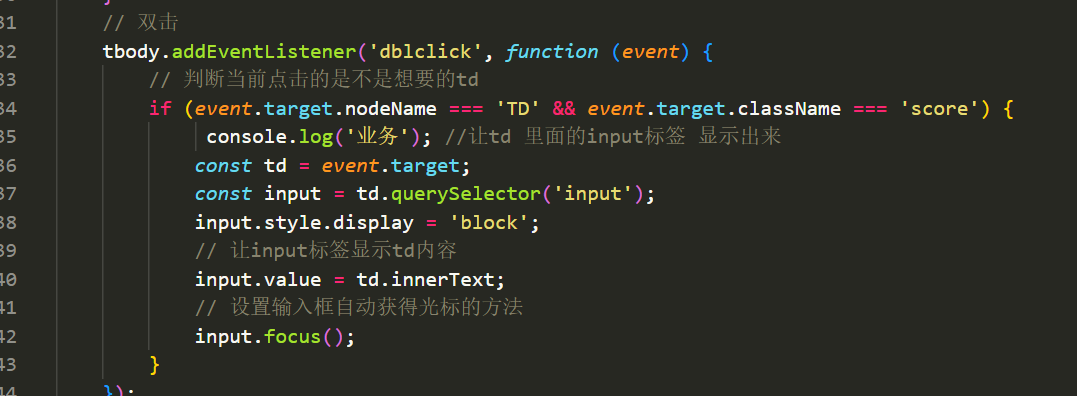 31 // 双击
32 tbody.addEventListener('dblclick', function (event) {
33 // 判断当前点击的是不是想要的td
34 if (event.target.nodeName === 'TD' && event.target.className === 'score') {
35 console.log('业务'); //让td 里面的input标签 显示出来
36 const td = event.target;
37 const input = td.querySelector('input');
38 input.style.display = 'block';
39 // 让input标签显示td内容
40 input.value = td.innerText;
41 // 设置输入框自动获得光标的方法
42 input.focus();
43 }
44 });